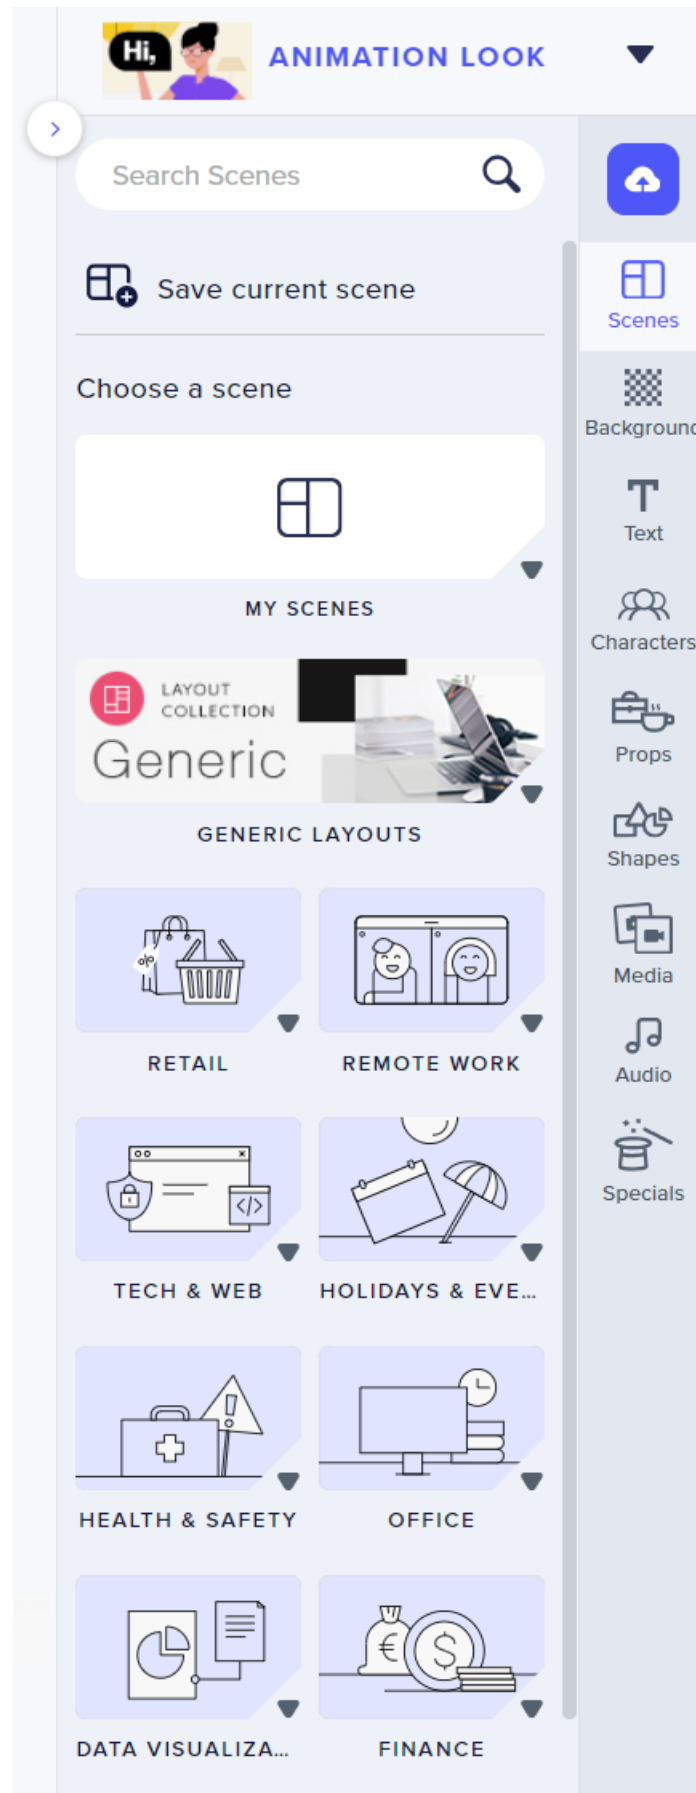 Hi,
ANIMATION LOOK
Search Scenes
Save current scene
Choose a scene
MY SCENES
LAYOUT
COLLECTION
Generic
GENERIC LAYOUTS
%
RETAIL
REMOTE WORK
</>
TECH & WEB
HOLIDAYS & EVE...
!
HEALTH & SAFETY
OFFICE
€
$
DATA VISUALIZA...
FINANCE
Scenes
Background
Text
Characters
Props
Shapes
Media
Audio
Specials